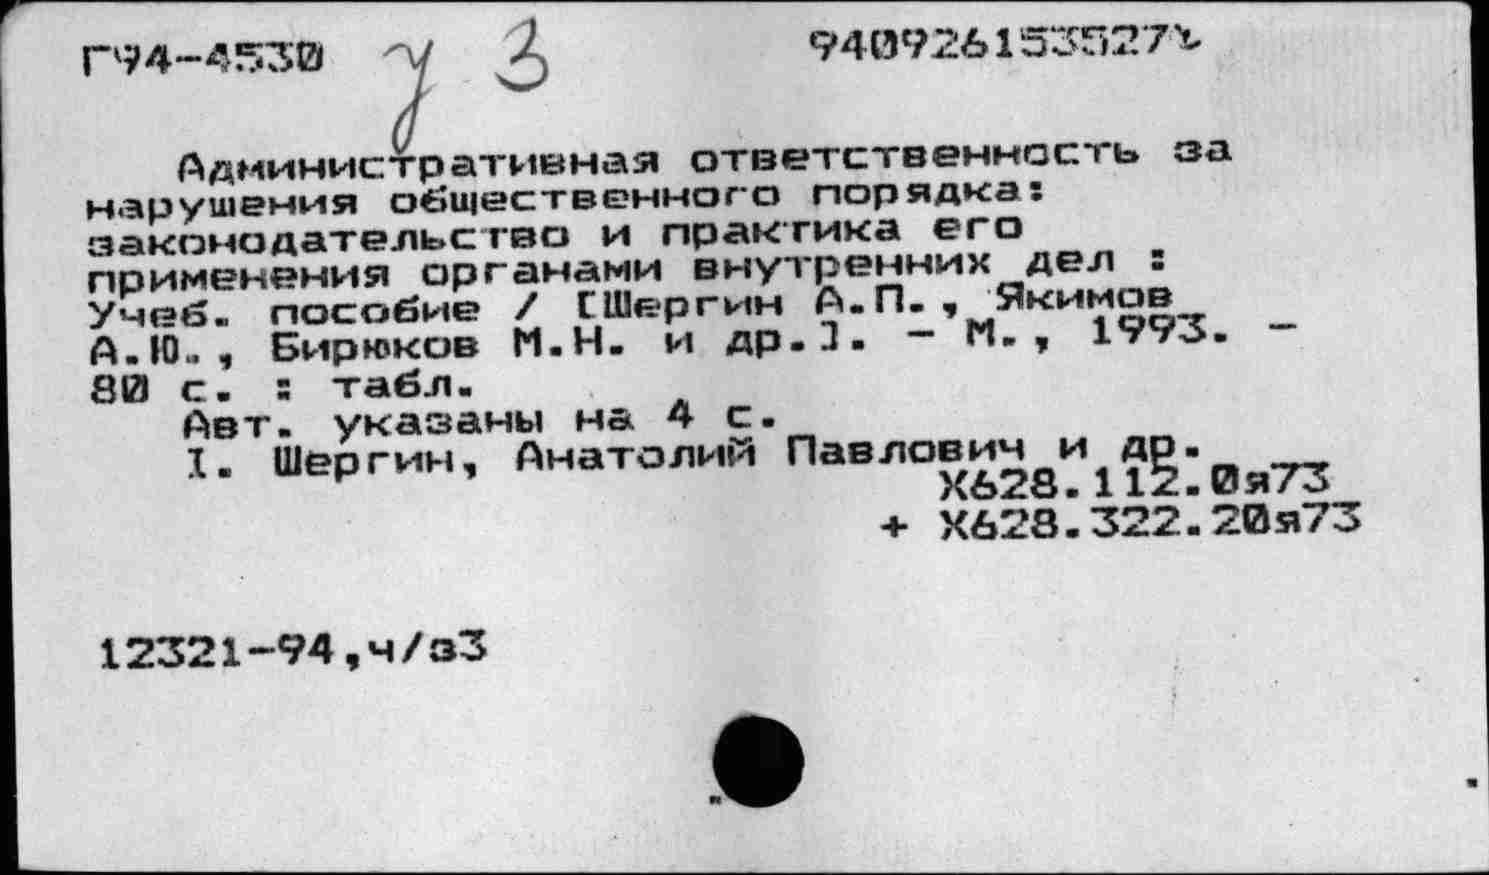 Г94-4530 у 3 940926153527ъ
Административная ответственность за
нарушения общественного порядка:
законодательство и практика его
применения органами внутренних дел :
Учеб. пособие / [Шергин А.П., Якимов
А.Ю., Бирюков М.Н. и др.]. - М., 1993. -
80 с. : табл.
Авт. указаны на 4 с.
I. Шергин, Анатолий Павлович и др.
Х628.112.0я73
+ Х628.322.20я73
12321-94,ч/з3